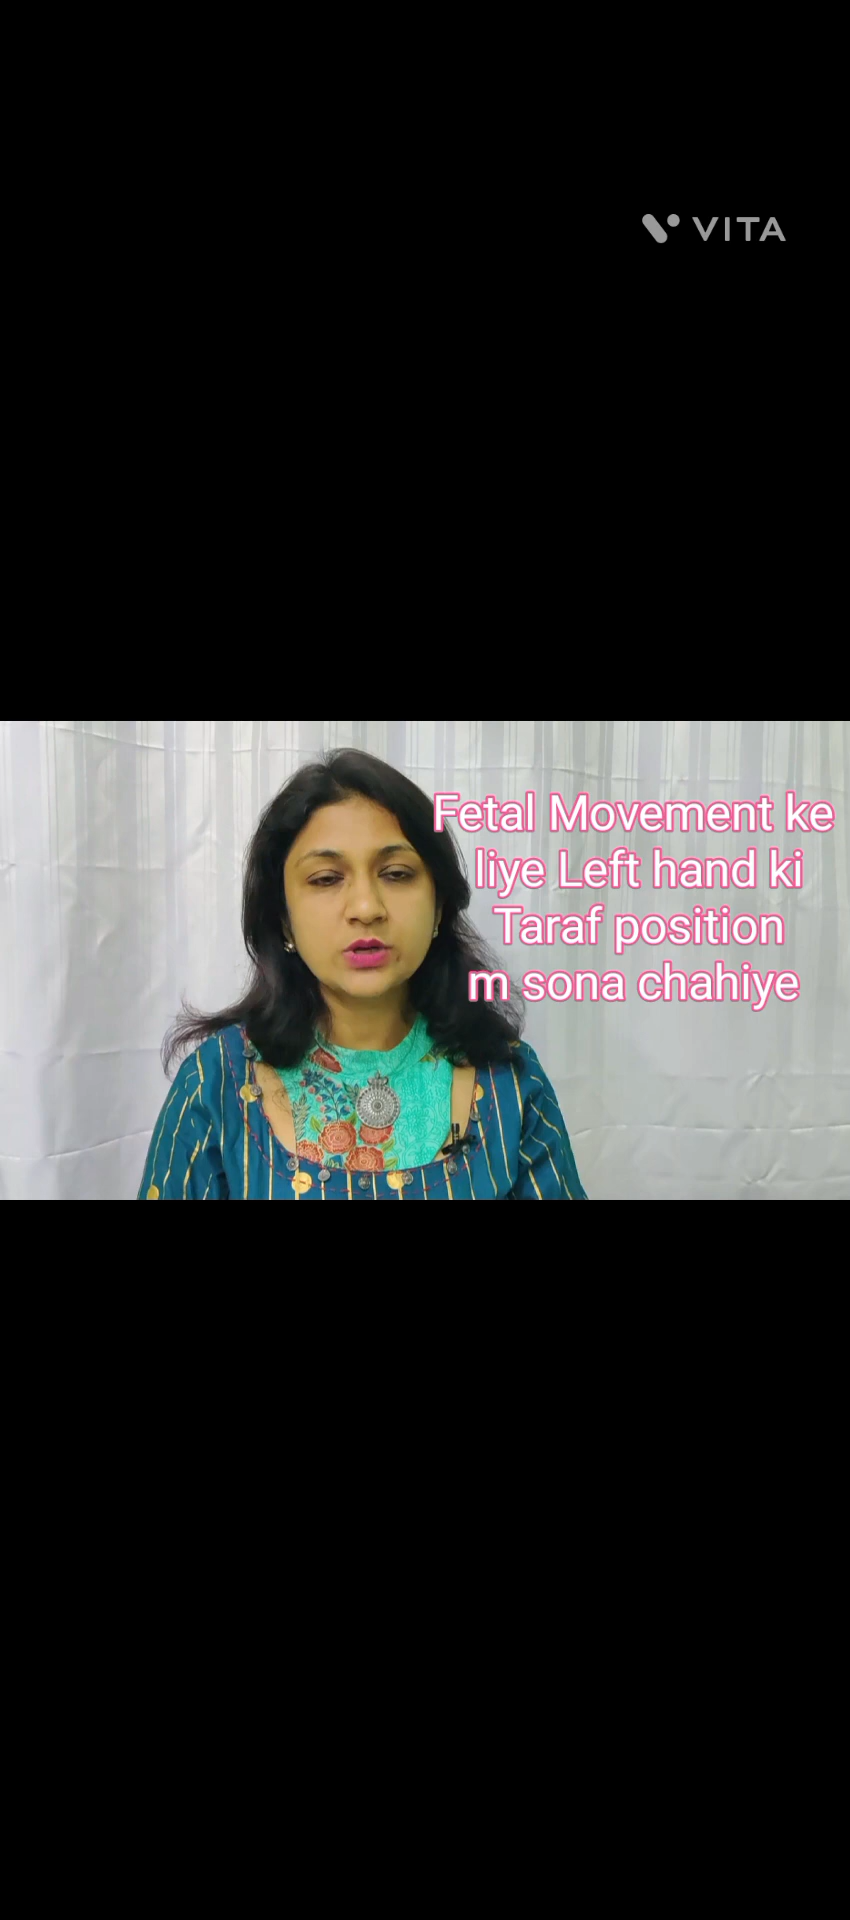 VITA
Fetal Movement ke
liye Left hand ki
Taraf position
m sona chahiye